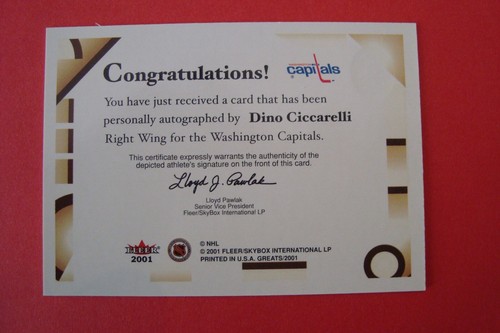 capitals
Congratulations!
You have just received a card that has been
personally autographed by Dino Ciccarelli
Right Wing for the Washington Capitals.
This certificate expressly warrants the authenticity of the
depicted athlete's signature on the front of this card.
Lloyd J. Pawlak
Lloyd Pawlak
Senior Vice President
Fleer/SkyBox International LP
FLEER
2001
NHL
© NHL
© 2001 FLEER/SKYBOX INTERNATIONAL LP
PRINTED IN U.S.A. GREATS/2001